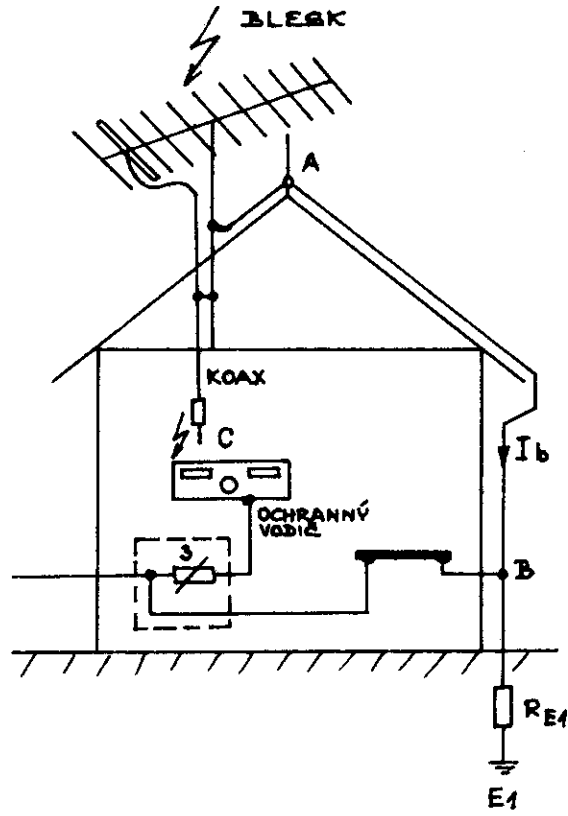 BLESK
A
KOAX
C
Ib
OCHRANNÝ
VODIČ
3
B
RE1
E1